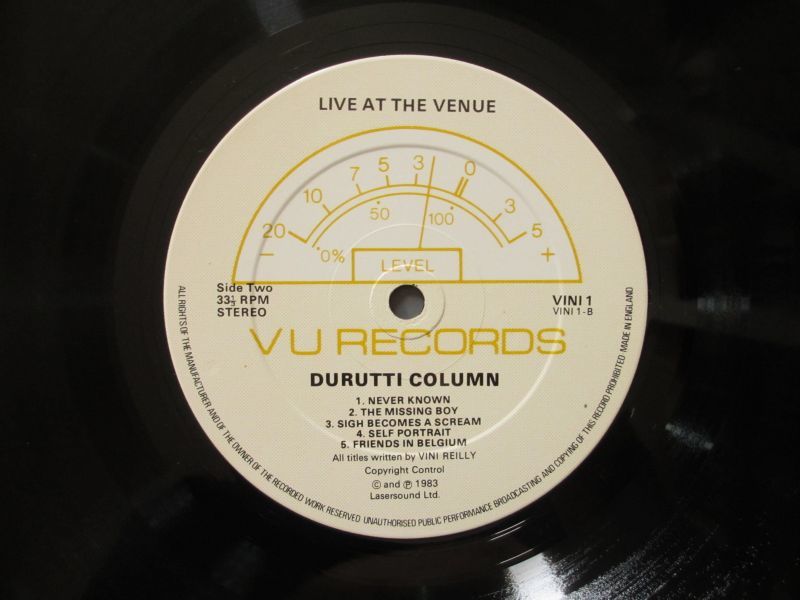 LIVE AT THE VENUE
20 10 7 5 3 0 3 5
- 0% 50 100 +
LEVEL
Side Two
33⅓ RPM
STEREO
VINI 1
VINI 1-B
VU RECORDS
DURUTTI COLUMN
1. NEVER KNOWN
2. THE MISSING BOY
3. SIGH BECOMES A SCREAM
4. SELF PORTRAIT
5. FRIENDS IN BELGIUM
All titles written by VINI REILLY
Copyright Control
© and ℗ 1983
Lasersound Ltd.
ALL RIGHTS OF THE MANUFACTURER AND OF THE OWNER OF THE RECORDED WORK RESERVED UNAUTHORISED PUBLIC PERFORMANCE BROADCASTING AND COPYING OF THIS RECORD PROHIBITED MADE IN ENGLAND